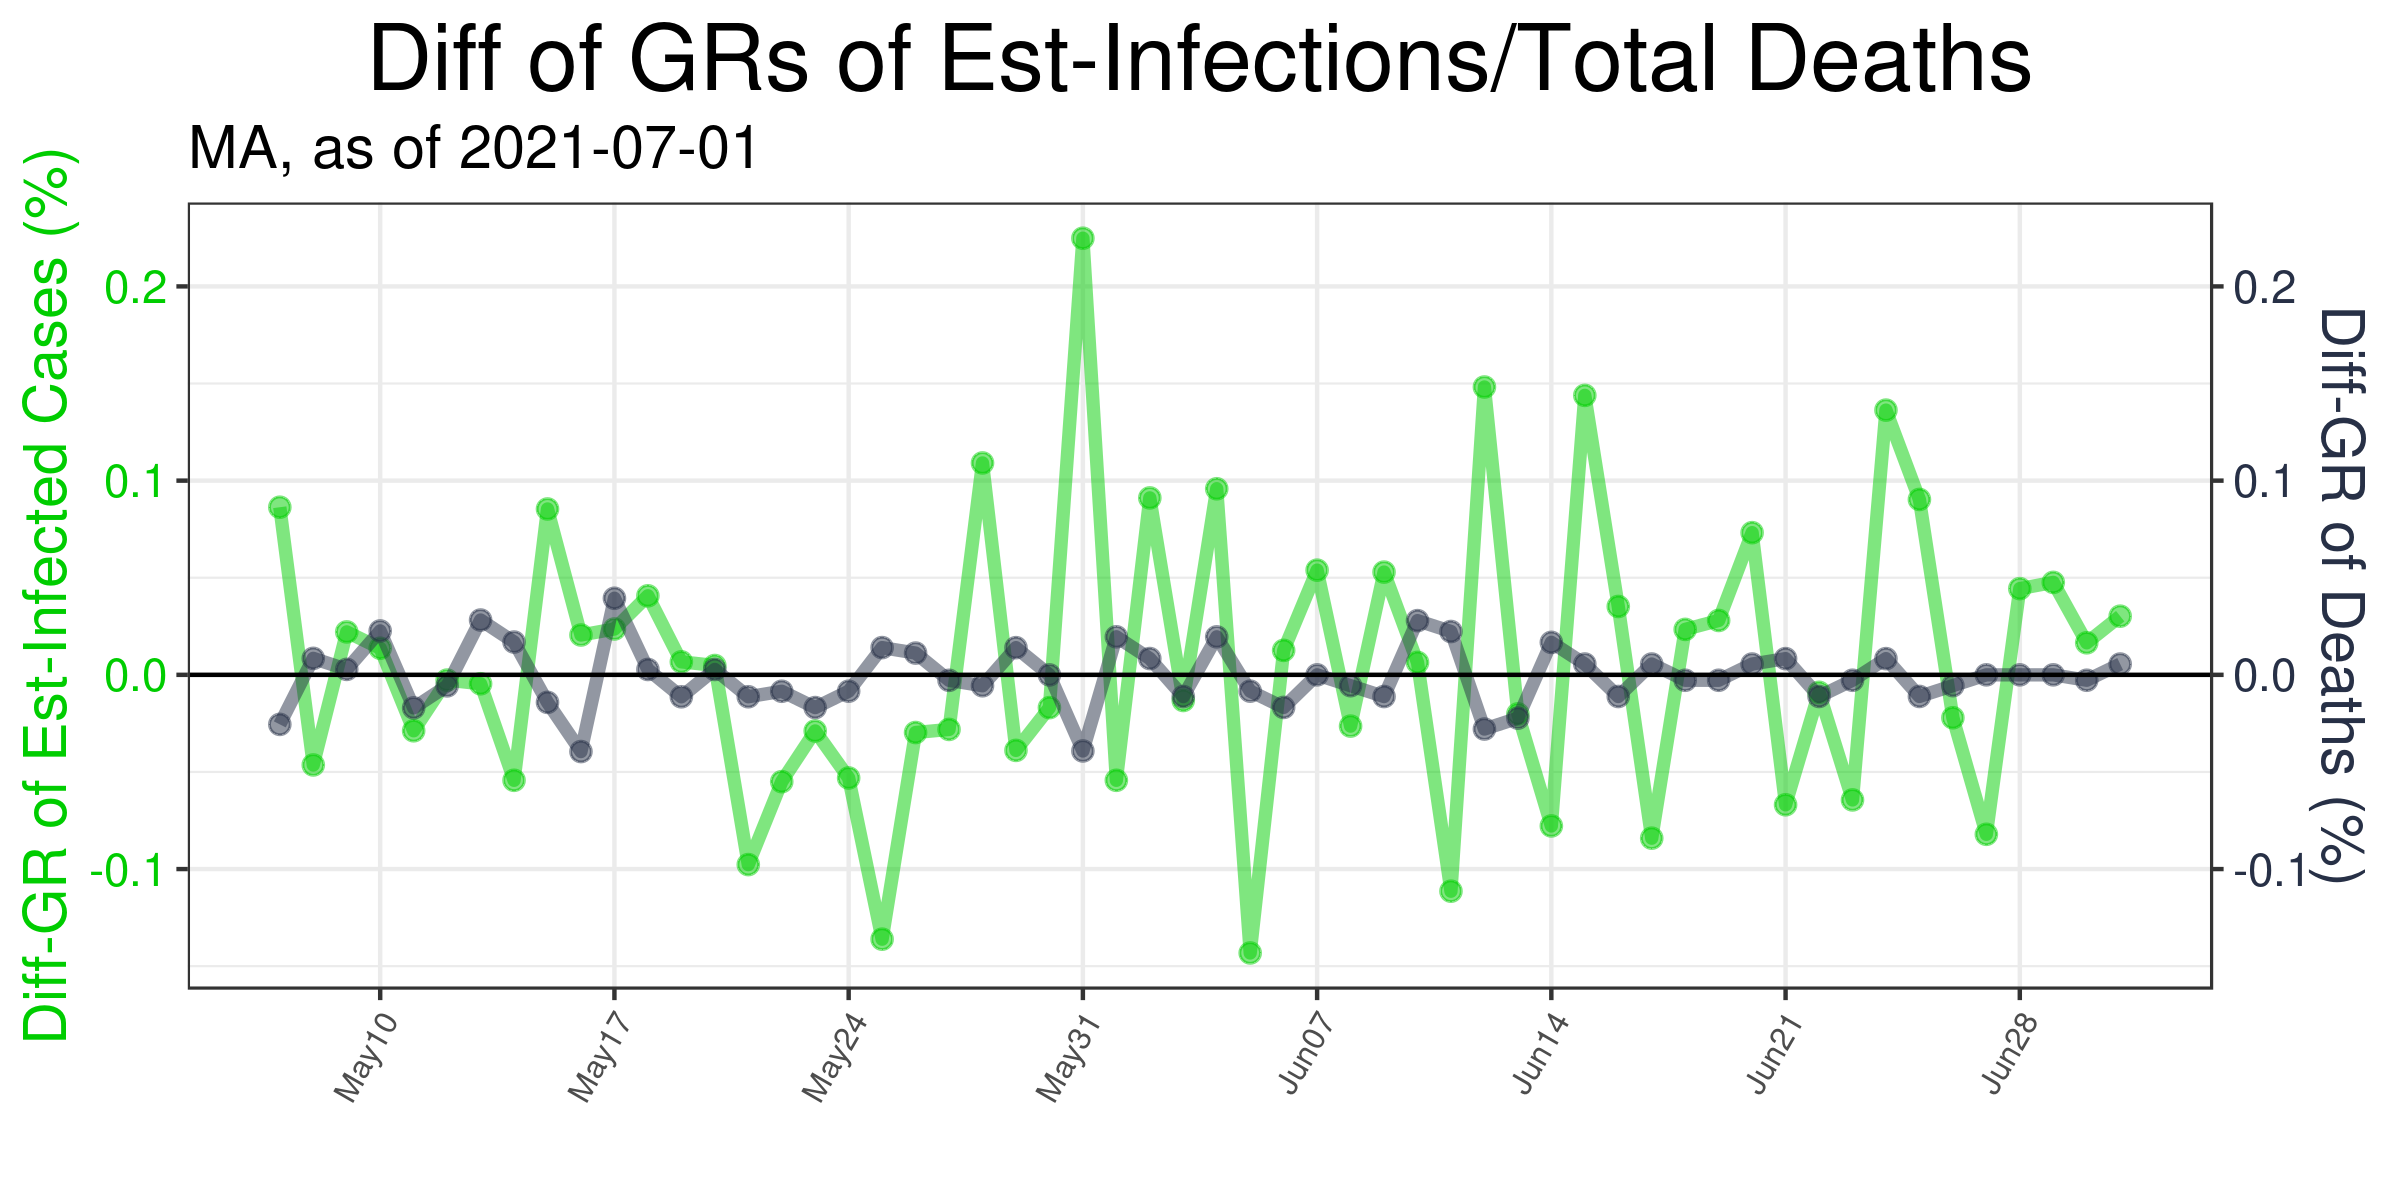 Diff of GRs of Est-Infections/Total Deaths
MA, as of 2021-07-01
Diff-GR of Est-Infected Cases (%)
0.2
0.1
0.0
-0.1
0.2
0.1
0.0
-0.1
Diff-GR of Deaths (%)
May10
May17
May24
May31
Jun07
Jun14
Jun21
Jun28